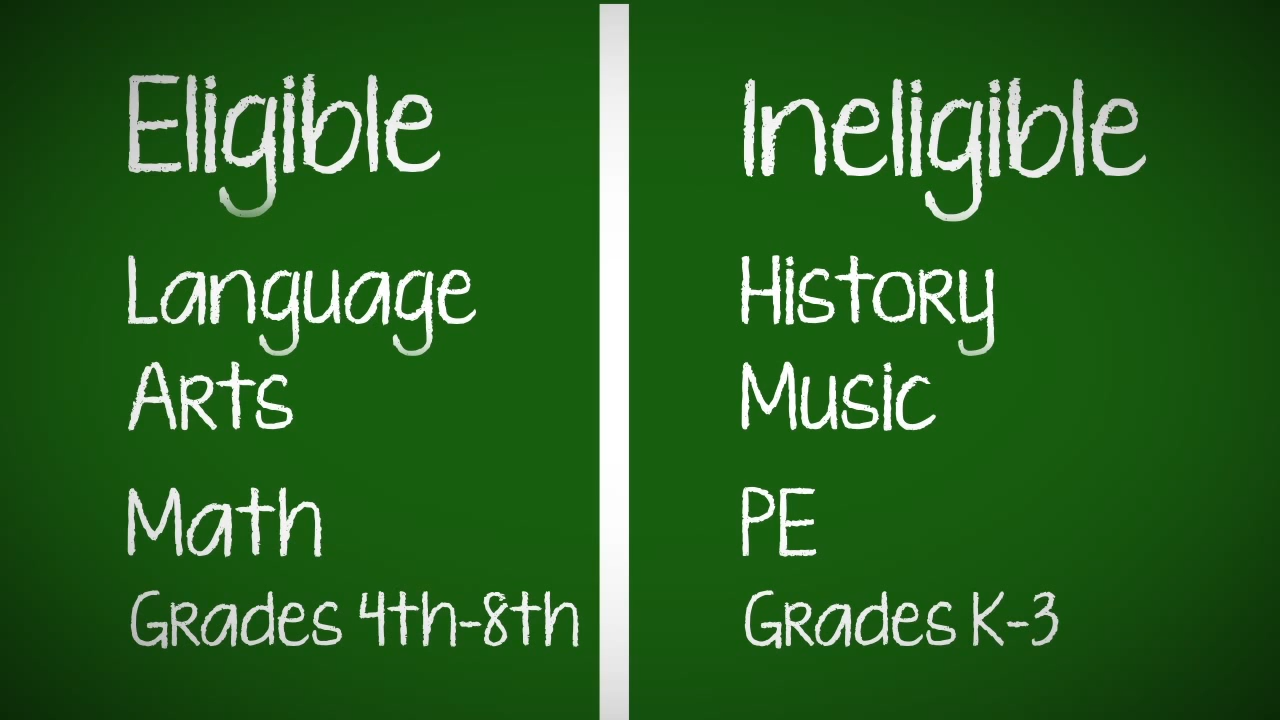 Eligible
Language
Arts
Math
Grades 4th-8th
Ineligible
History
Music
PE
Grades K-3